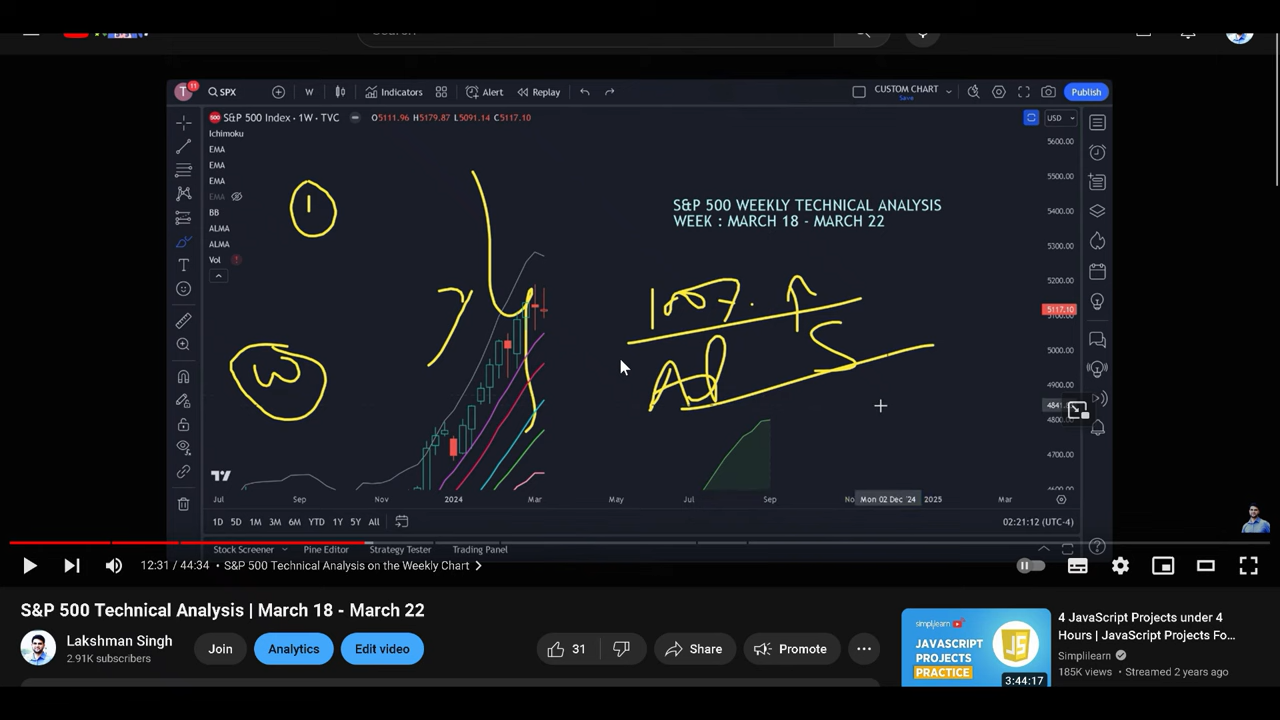 T 11 SPX W Indicators Alert Replay CUSTOM CHART Save Publish
500 S&P 500 Index · 1W · TVC O5111.96 H5179.87 L5091.14 C5117.10 USD
Ichimoku
EMA
EMA
EMA
EMA
BB
ALMA
ALMA
Vol
S&P 500 WEEKLY TECHNICAL ANALYSIS
WEEK : MARCH 18 - MARCH 22
1
W
5600.00
5500.00
5400.00
5300.00
5200.00
5117.10
5000.00
4900.00
4800.00
4700.00
Jul Sep Nov 2024 Mar May Jul Sep Mon 02 Dec '24 2025 Mar
1D 5D 1M 3M 6M YTD 1Y 5Y All 02:21:12 (UTC-4)
Stock Screener Pine Editor Strategy Tester Trading Panel
12:31 / 44:34 · S&P 500 Technical Analysis on the Weekly Chart
S&P 500 Technical Analysis | March 18 - March 22
Lakshman Singh
2.91K subscribers
Join Analytics Edit video 31 Share Promote
simplilearn
JAVASCRIPT
PROJECTS
PRACTICE
3:44:17
4 JavaScript Projects under 4
Hours | JavaScript Projects Fo...
Simplilearn
185K views · Streamed 2 years ago